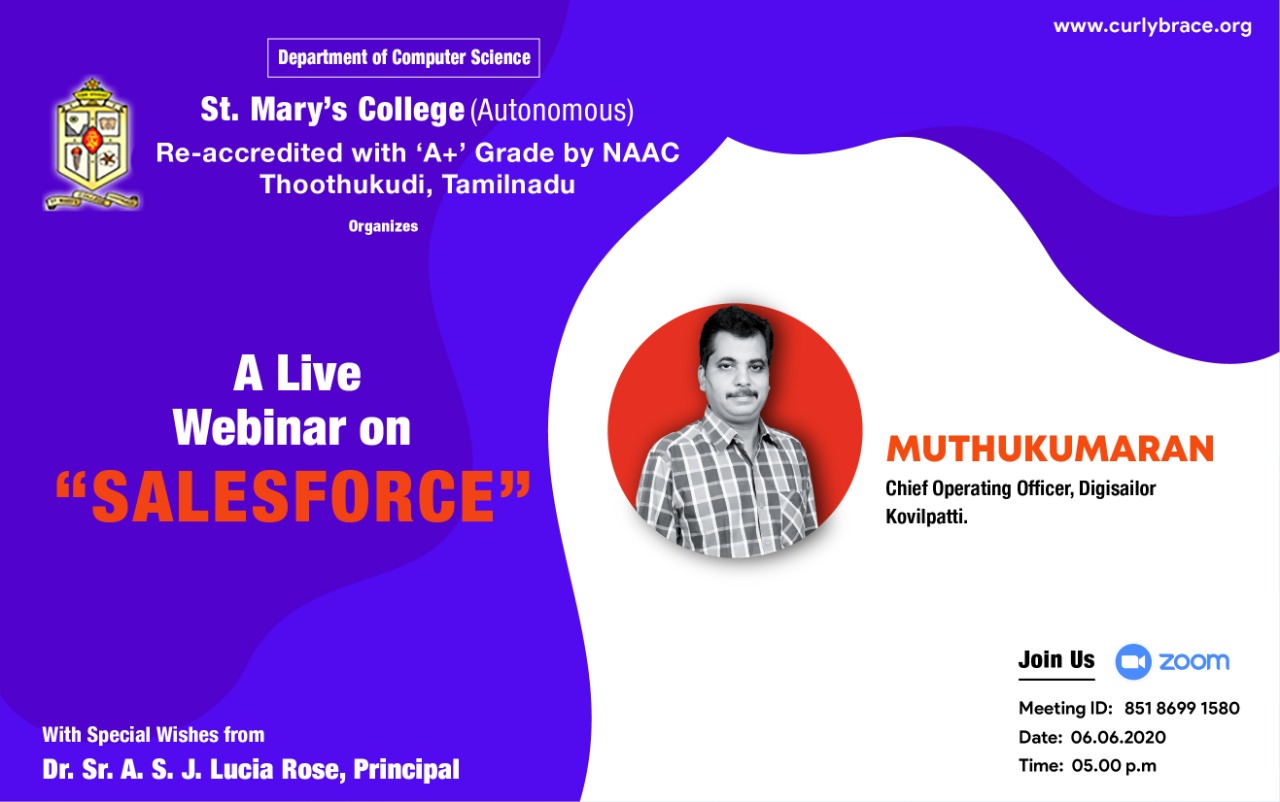 www.curlybrace.org
Department of Computer Science
St. Mary's College (Autonomous)
Re-accredited with ‘A+’ Grade by NAAC
Thoothukudi, Tamilnadu
Organizes
A Live
Webinar on
“SALESFORCE”
MUTHUKUMARAN
Chief Operating Officer, Digisailor
Kovilpatti.
Join Us zoom
Meeting ID: 851 8699 1580
Date: 06.06.2020
Time: 05.00 p.m
With Special Wishes from
Dr. Sr. A. S. J. Lucia Rose, Principal